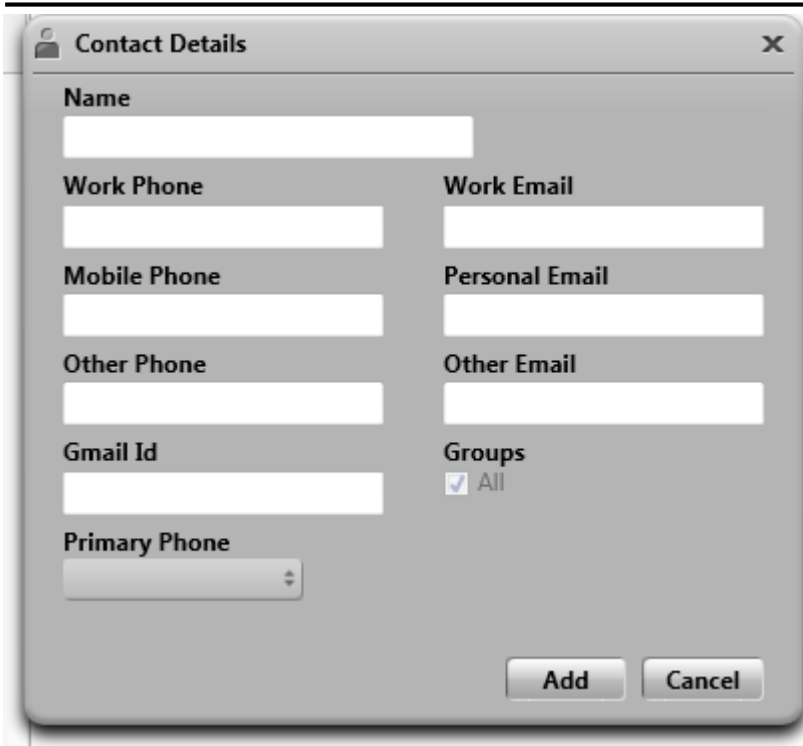 Contact Details
Name
Work Phone
Work Email
Mobile Phone
Personal Email
Other Phone
Other Email
Gmail Id
Groups
All
Primary Phone
Add
Cancel